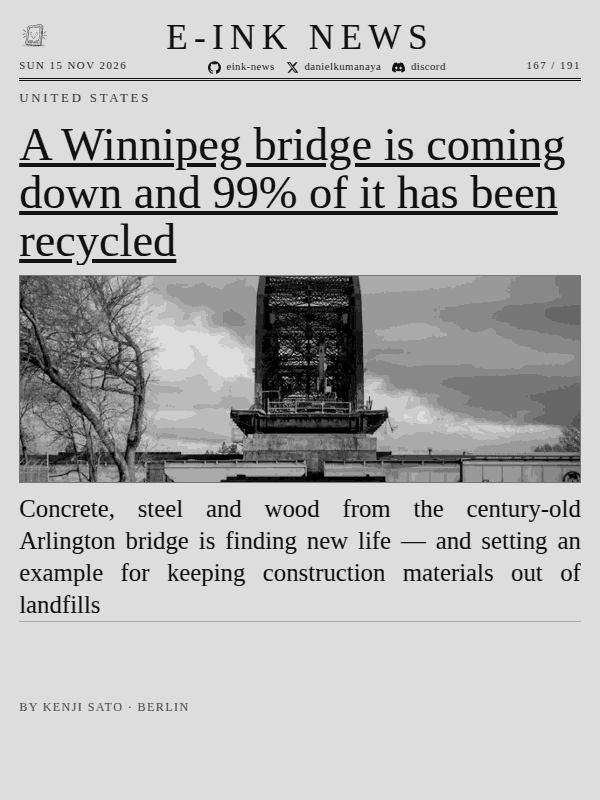 E-INK NEWS
SUN 15 NOV 2026
eink-news
danielkumanaya
discord
167 / 191
UNITED STATES
A Winnipeg bridge is coming
down and 99% of it has been
recycled
Concrete, steel and wood from the century-old
Arlington bridge is finding new life — and setting an
example for keeping construction materials out of
landfills
BY KENJI SATO · BERLIN